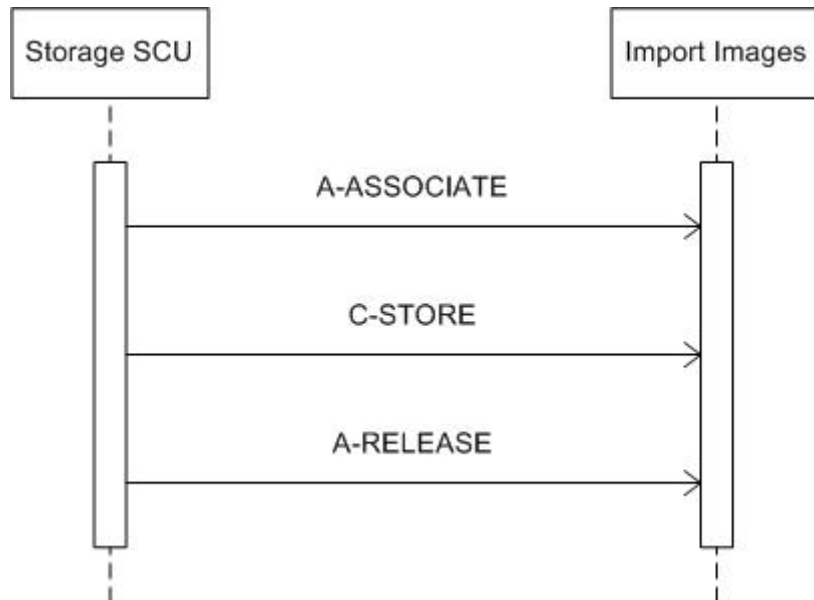 Storage SCU
Import Images
A-ASSOCIATE
C-STORE
A-RELEASE